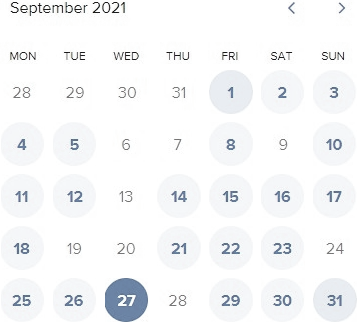 September 2021
MON TUE WED THU FRI SAT SUN
28 29 30 31 1 2 3
4 5 6 7 8 9 10
11 12 13 14 15 16 17
18 19 20 21 22 23 24
25 26 27 28 29 30 31